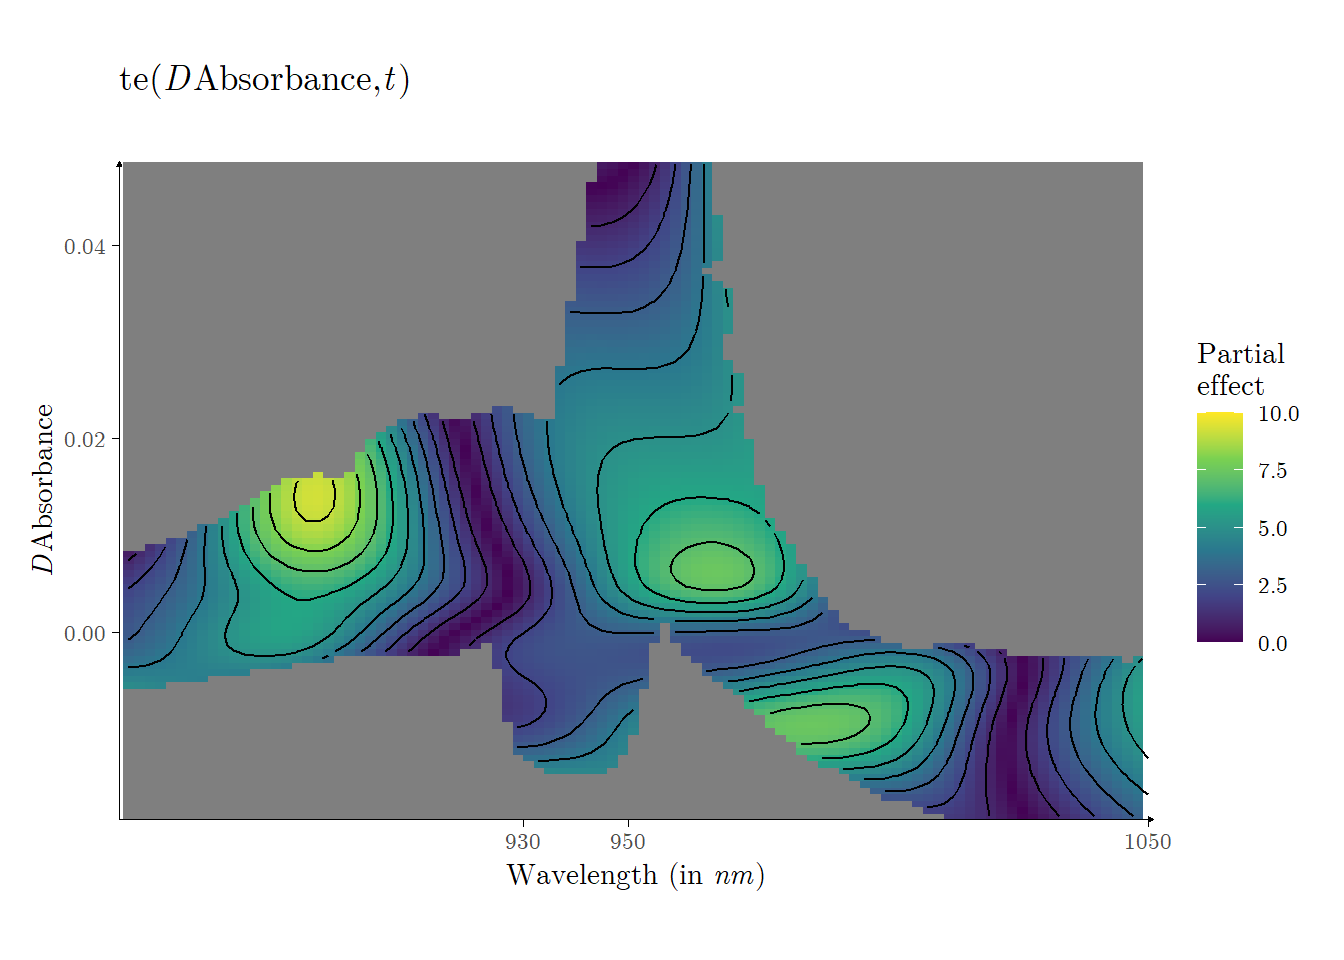 te(DAbsorbance,t)
0.04
0.02
0.00
DAbsorbance
930 950 1050
Wavelength (in nm)
Partial
effect
10.0
7.5
5.0
2.5
0.0